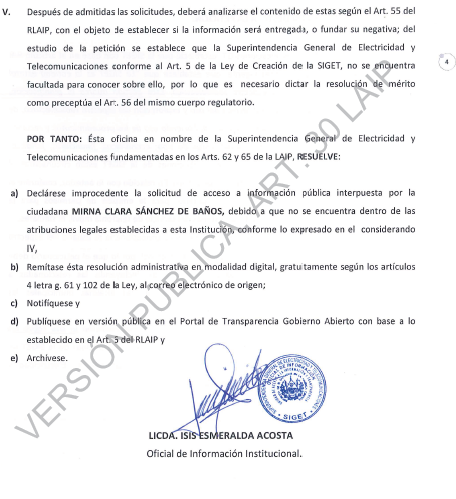 V. Después de admitidas las solicitudes, deberá analizarse el contenido de estas según el Art. 55 del
RLAIP, con el objeto de establecer si la información será entregada, o fundar su negativa; del
estudio de la petición se establece que la Superintendencia General de Electricidad y
Telecomunicaciones conforme al Art. 5 de la Ley de Creación de la SIGET, no se encuentra
facultada para conocer sobre ello, por lo que es necesario dictar la resolución de mérito
como preceptúa el Art. 56 del mismo cuerpo regulatorio.
4
POR TANTO: Ésta oficina en nombre de la Superintendencia General de Electricidad y
Telecomunicaciones fundamentadas en los Arts. 62 y 65 de la LAIP, RESUELVE:
a) Declárese improcedente la solicitud de acceso a información pública interpuesta por la
ciudadana MIRNA CLARA SÁNCHEZ DE BAÑOS, debido a que no se encuentra dentro de las
atribuciones legales establecidas a esta Institución, conforme lo expresado en el considerando
IV,
b) Remítase ésta resolución administrativa en modalidad digital, gratuitamente según los artículos
4 letra g. 61 y 102 de la Ley, al correo electrónico de origen;
c) Notifíquese y
d) Publíquese en versión pública en el Portal de Transparencia Gobierno Abierto con base a lo
establecido en el Art. 5 del RLAIP y
e) Archívese.
VERSIÓN PUBLICA ART. 30 LAIP
SIGET
LICDA. ISIS ESMERALDA ACOSTA
Oficial de Información Institucional.